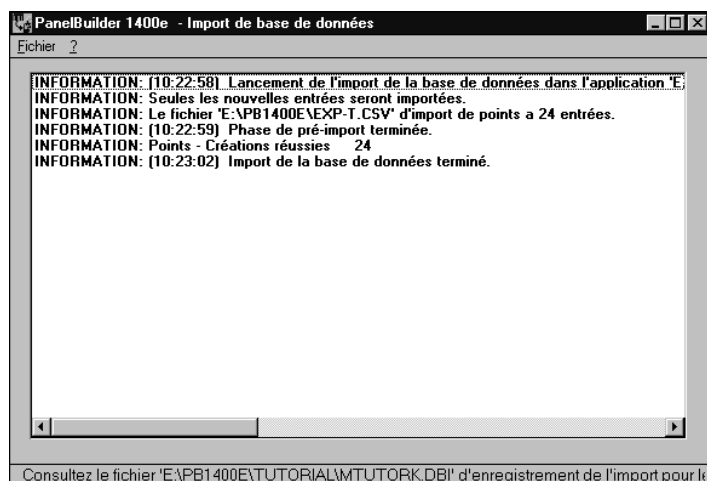 PanelBuilder 1400e - Import de base de données
Fichier ?
INFORMATION: (10:22:58) Lancement de l'import de la base de données dans l'application 'E
INFORMATION: Seules les nouvelles entrées seront importées.
INFORMATION: Le fichier 'E:\PB1400E\EXP-T.CSV' d'import de points a 24 entrées.
INFORMATION: (10:22:59) Phase de pré-import terminée.
INFORMATION: Points - Créations réussies 24
INFORMATION: (10:23:02) Import de la base de données terminé.
Consultez le fichier 'E:\PB1400E\TUTORIAL\MTUTORK.DBI' d'enregistrement de l'import pour le